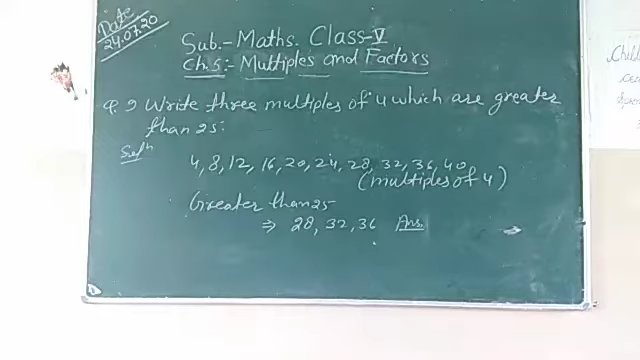 Date
24.07.20
Sub.- Maths. Class-V
Ch.5:- Multiples and Factors
Q. 9 Write three multiples of 4 which are greater
than 25.
Solⁿ
4, 8, 12, 16, 20, 24, 28, 32, 36, 40
(multiples of 4)
Greater than 25
⇒ 28, 32, 36 Ans.